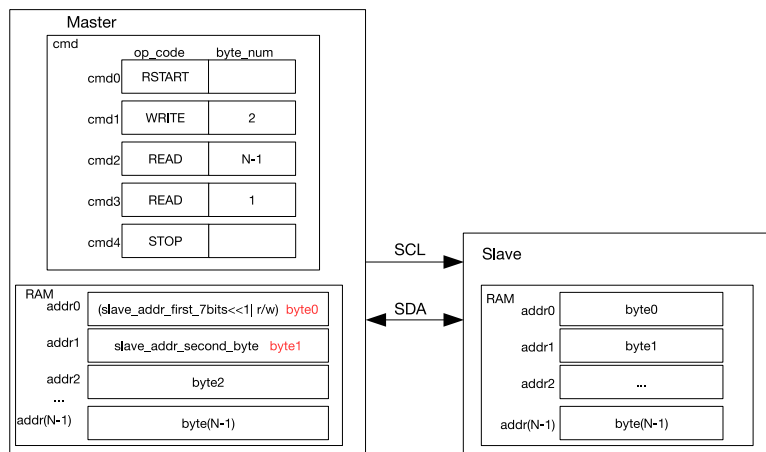 Master
cmd
op_code byte_num
cmd0 RSTART
cmd1 WRITE 2
cmd2 READ N-1
cmd3 READ 1
cmd4 STOP
SCL
SDA
RAM
addr0 (slave_addr_first_7bits<<1| r/w) byte0
addr1 slave_addr_second_byte byte1
addr2 byte2
...
addr(N-1) byte(N-1)
Slave
RAM
addr0 byte0
addr1 byte1
addr2 ...
addr(N-1) byte(N-1)